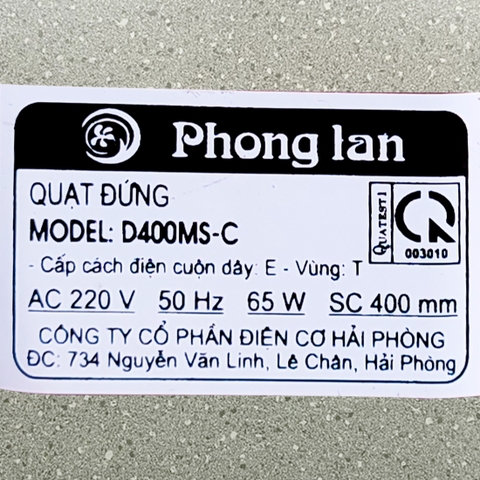 Phong lan
QUẠT ĐỨNG
MODEL: D400MS-C
QUATEST1
CR
003010
- Cấp cách điện cuộn dây: E - Vùng: T
AC 220 V 50 Hz 65 W SC 400 mm
CÔNG TY CỔ PHẦN ĐIỆN CƠ HẢI PHÒNG
ĐC: 734 Nguyễn Văn Linh, Lê Chân, Hải Phòng